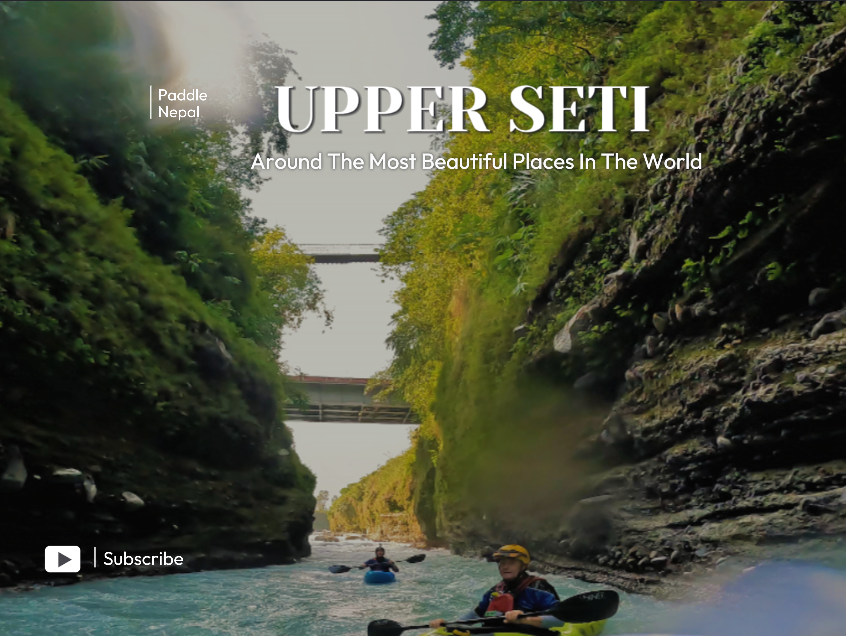 Paddle
Nepal
UPPER SETI
Around The Most Beautiful Places In The World
Subscribe